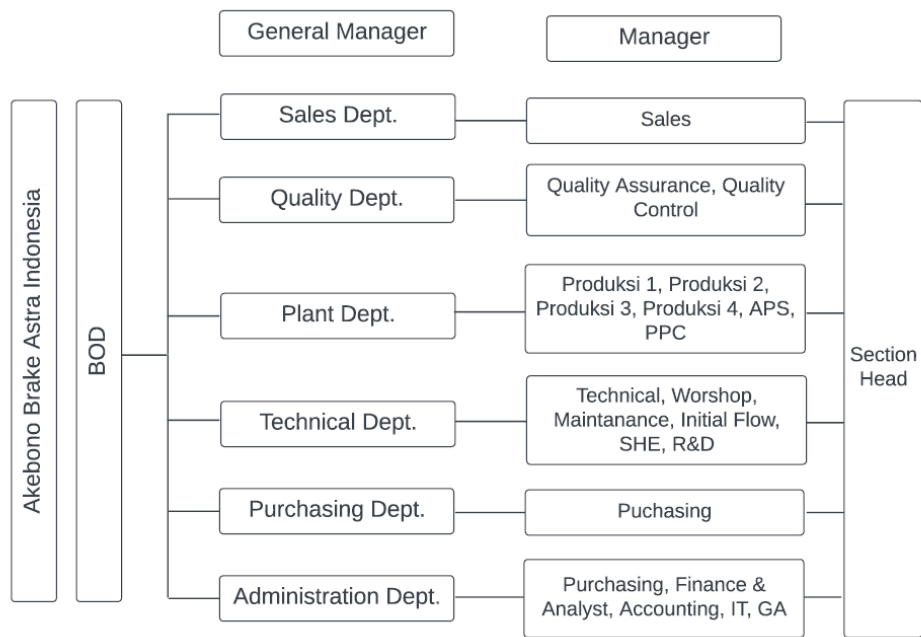 General Manager
Manager
Akebono Brake Astra Indonesia
BOD
Sales Dept.
Sales
Quality Dept.
Quality Assurance, Quality
Control
Plant Dept.
Produksi 1, Produksi 2,
Produksi 3, Produksi 4, APS,
PPC
Technical Dept.
Technical, Worshop,
Maintanance, Initial Flow,
SHE, R&D
Purchasing Dept.
Puchasing
Administration Dept.
Purchasing, Finance &
Analyst, Accounting, IT, GA
Section
Head